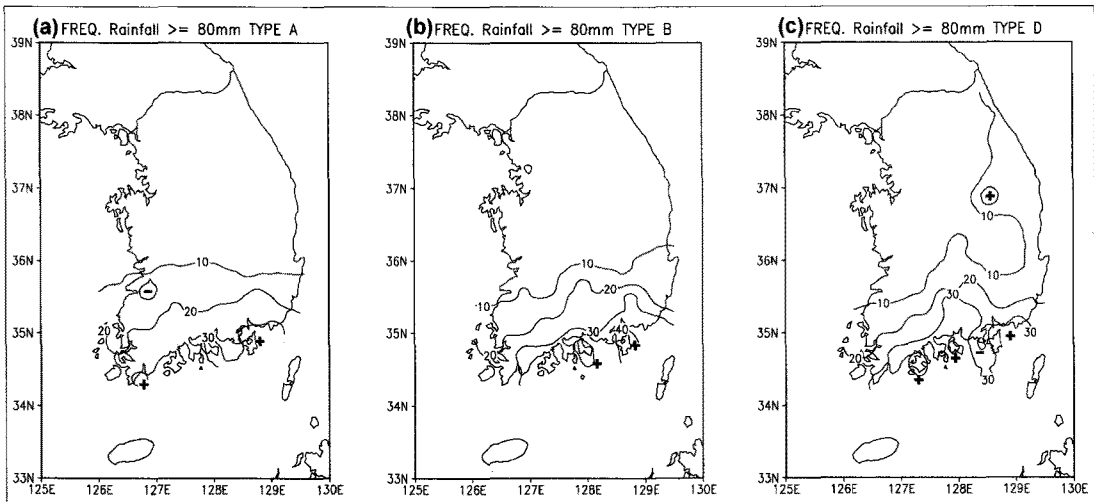 (a) FREQ. Rainfall >= 80mm TYPE A
39N
38N
37N
36N
35N
34N
33N
125E 126E 127E 128E 129E 130E
10
-
20
20
30
+
+
(b) FREQ. Rainfall >= 80mm TYPE B
39N
38N
37N
36N
35N
34N
33N
125E 126E 127E 128E 129E 130E
10
10
20
40
30
20
+
+
(c) FREQ. Rainfall >= 80mm TYPE D
39N
38N
37N
36N
35N
34N
33N
125E 126E 127E 128E 129E 130E
+
10
10
20
30
10
30
+
-
20
+
+
30